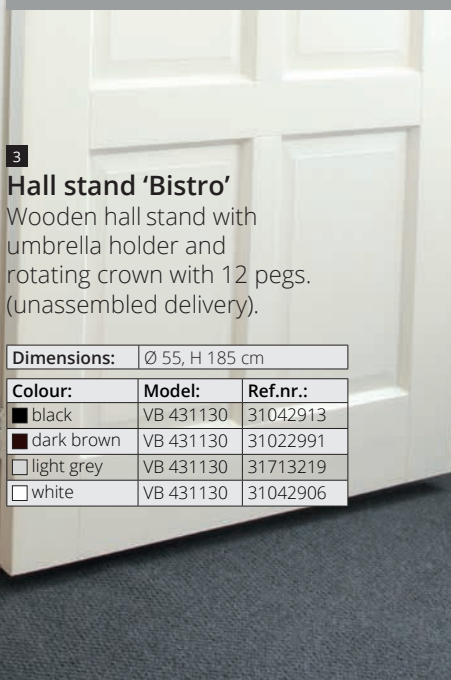 3
Hall stand ‘Bistro’
Wooden hall stand with
umbrella holder and
rotating crown with 12 pegs.
(unassembled delivery).
Dimensions: Ø 55, H 185 cm
Colour: Model: Ref.nr.:
black VB 431130 31042913
dark brown VB 431130 31022991
light grey VB 431130 31713219
white VB 431130 31042906